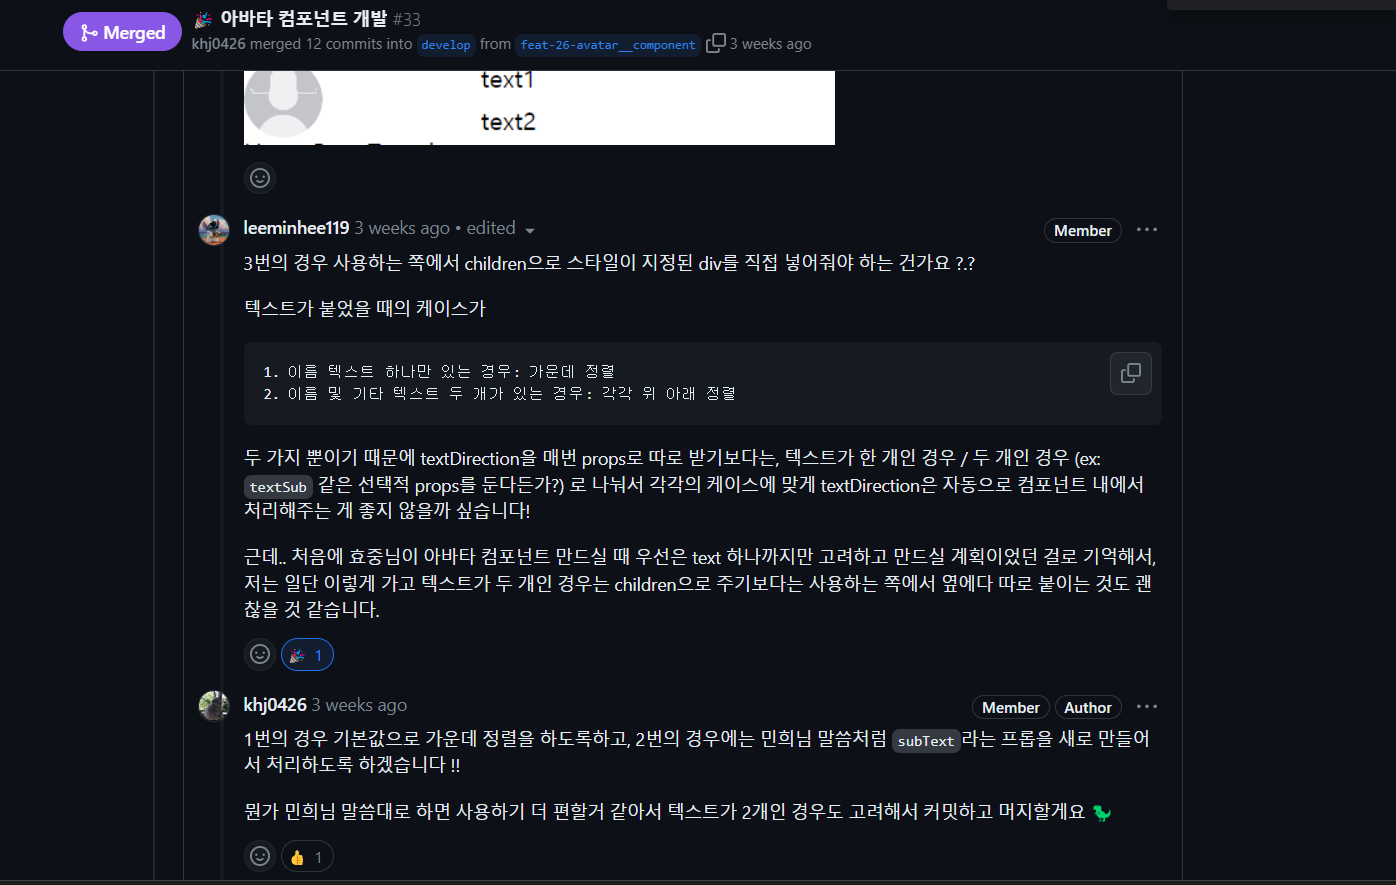 Merged
🎉 아바타 컴포넌트 개발 #33
khj0426 merged 12 commits into develop from feat-26-avatar__component 3 weeks ago
text1
text2
leeminhee119 3 weeks ago • edited
Member
3번의 경우 사용하는 쪽에서 children으로 스타일이 지정된 div를 직접 넣어줘야 하는 건가요 ?.?
텍스트가 붙었을 때의 케이스가
1. 이름 텍스트 하나만 있는 경우: 가운데 정렬
2. 이름 및 기타 텍스트 두 개가 있는 경우: 각각 위 아래 정렬
두 가지 뿐이기 때문에 textDirection을 매번 props로 따로 받기보다는, 텍스트가 한 개인 경우 / 두 개인 경우 (ex:
textSub 같은 선택적 props를 둔다든가?) 로 나눠서 각각의 케이스에 맞게 textDirection은 자동으로 컴포넌트 내에서
처리해주는 게 좋지 않을까 싶습니다!
근데.. 처음에 효중님이 아바타 컴포넌트 만드실 때 우선은 text 하나까지만 고려하고 만드실 계획이었던 걸로 기억해서,
저는 일단 이렇게 가고 텍스트가 두 개인 경우는 children으로 주기보다는 사용하는 쪽에서 옆에다 따로 붙이는 것도 괜
찮을 것 같습니다.
🎉 1
khj0426 3 weeks ago
Member Author
1번의 경우 기본값으로 가운데 정렬을 하도록하고, 2번의 경우에는 민희님 말씀처럼 subText라는 프롭을 새로 만들어
서 처리하도록 하겠습니다 !!
뭔가 민희님 말씀대로 하면 사용하기 더 편할거 같아서 텍스트가 2개인 경우도 고려해서 커밋하고 머지할게요 🦖
👍 1